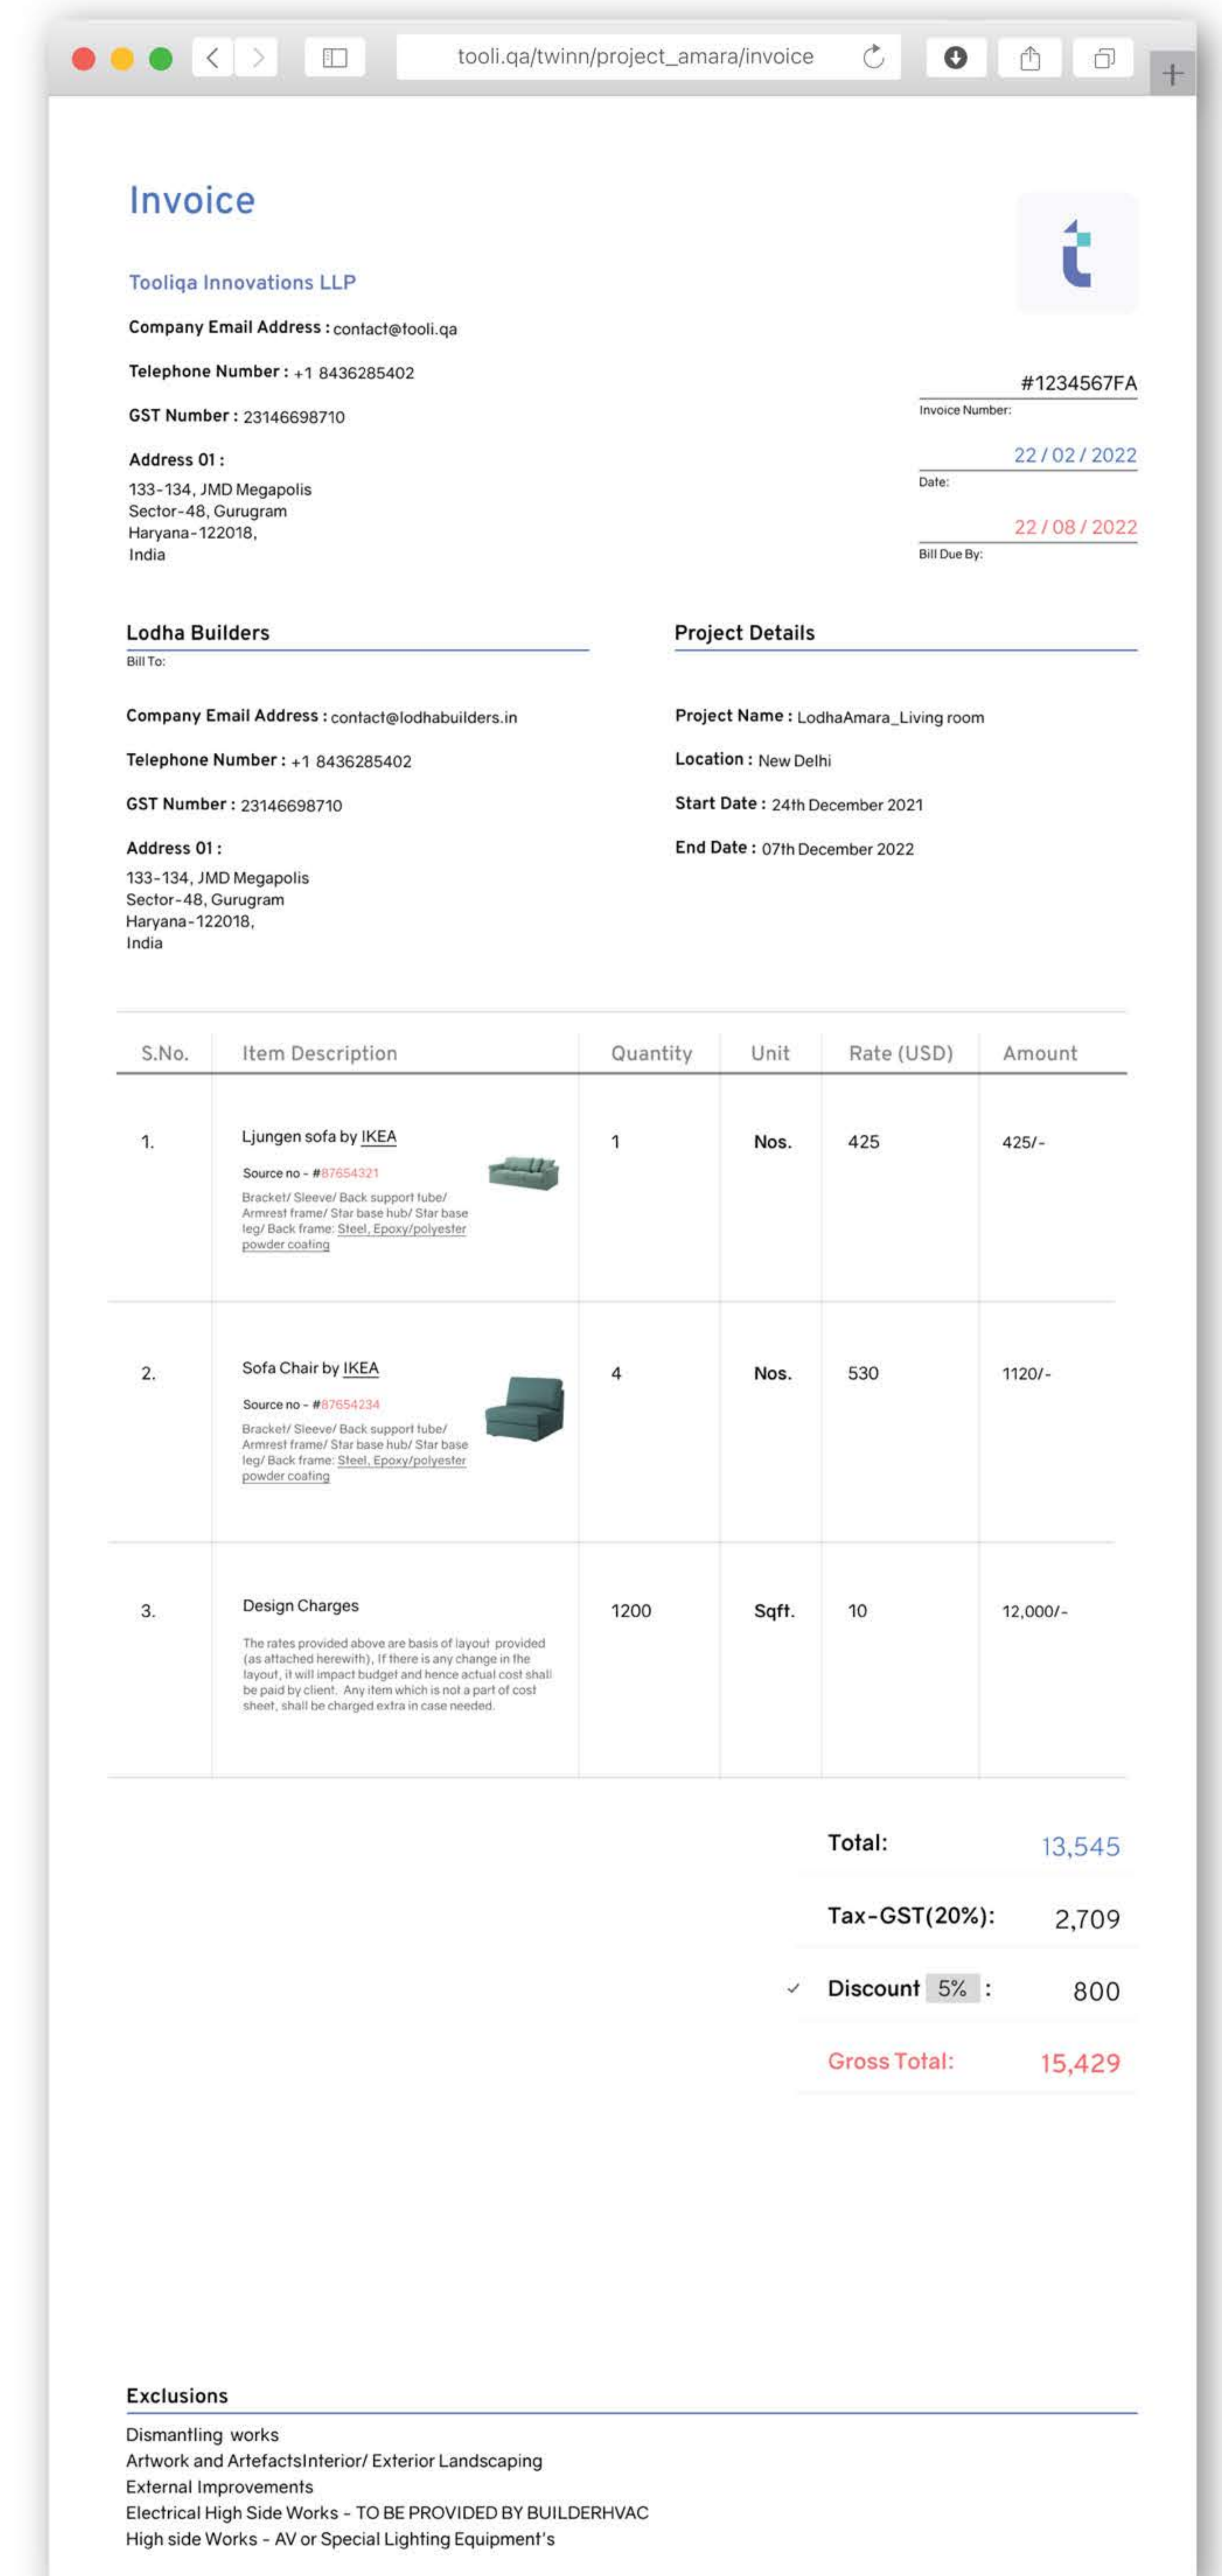 tooli.qa/twinn/project_amara/invoice
Invoice
Tooliqa Innovations LLP
Company Email Address : contact@tooli.qa
Telephone Number : +1 8436285402
GST Number : 23146698710
Address 01 :
133-134, JMD Megapolis
Sector-48, Gurugram
Haryana-122018,
India
#1234567FA
Invoice Number:
22 / 02 / 2022
Date:
22 / 08 / 2022
Bill Due By:
Lodha Builders
Bill To:
Company Email Address : contact@lodhabuilders.in
Telephone Number : +1 8436285402
GST Number : 23146698710
Address 01 :
133-134, JMD Megapolis
Sector-48, Gurugram
Haryana-122018,
India
Project Details
Project Name : LodhaAmara_Living room
Location : New Delhi
Start Date : 24th December 2021
End Date : 07th December 2022
S.No. Item Description Quantity Unit Rate (USD) Amount
1. Ljungen sofa by IKEA 1 Nos. 425 425/-
Source no - #87654321
Bracket/ Sleeve/ Back support tube/
Armrest frame/ Star base hub/ Star base
leg/ Back frame: Steel, Epoxy/polyester
powder coating
2. Sofa Chair by IKEA 4 Nos. 530 1120/-
Source no - #87654234
Bracket/ Sleeve/ Back support tube/
Armrest frame/ Star base hub/ Star base
leg/ Back frame: Steel, Epoxy/polyester
powder coating
3. Design Charges 1200 Sqft. 10 12,000/-
The rates provided above are basis of layout provided
(as attached herewith), If there is any change in the
layout, it will impact budget and hence actual cost shall
be paid by client. Any item which is not a part of cost
sheet, shall be charged extra in case needed.
Total: 13,545
Tax-GST(20%): 2,709
Discount 5% : 800
Gross Total: 15,429
Exclusions
Dismantling works
Artwork and ArtefactsInterior/ Exterior Landscaping
External Improvements
Electrical High Side Works - TO BE PROVIDED BY BUILDERHVAC
High side Works - AV or Special Lighting Equipment's